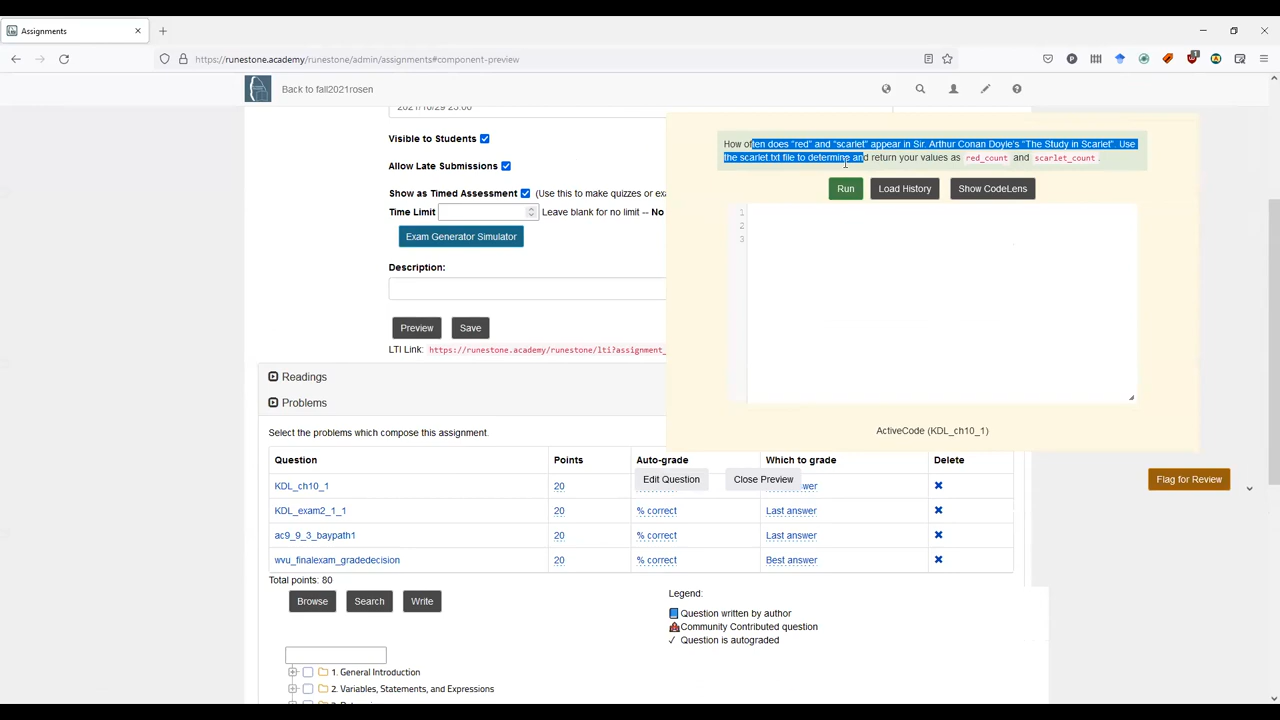 Assignments
https://runestone.academy/runestone/admin/assignments#component-preview
Back to fall2021rosen
2021/10/29 23:00
Visible to Students
Allow Late Submissions
Show as Timed Assessment (Use this to make quizzes or exa
Time Limit Leave blank for no limit -- No
Exam Generator Simulator
Description:
Preview Save
LTI Link: https://runestone.academy/runestone/lti?assignment_
How often does "red" and "scarlet" appear in Sir. Arthur Conan Doyle's "The Study in Scarlet". Use
the scarlet txt file to determine and return your values as red_count and scarlet_count.
Run Load History Show CodeLens
1
2
3
ActiveCode (KDL_ch10_1)
Readings
Problems
Select the problems which compose this assignment.
Question Points Auto-grade Which to grade Delete
Edit Question Close Preview
KDL_ch10_1 20
KDL_exam2_1_1 20 % correct Last answer
ac9_9_3_baypath1 20 % correct Last answer
wvu_finalexam_gradedecision 20 % correct Best answer
Flag for Review
Total points: 80
Browse Search Write
Legend:
Question written by author
Community Contributed question
✓ Question is autograded
1. General Introduction
2. Variables, Statements, and Expressions